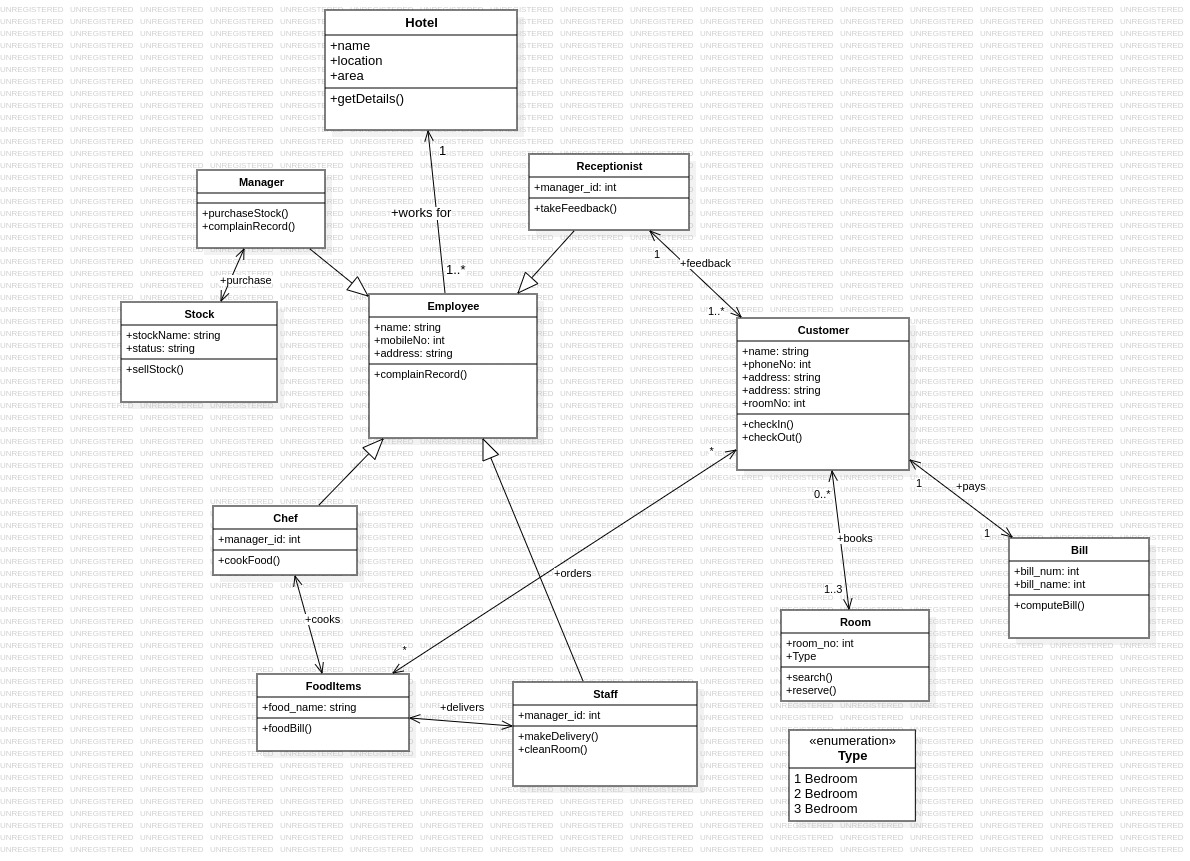 Hotel
+name
+location
+area
+getDetails()
1
+works for
1..*
Manager
+purchaseStock()
+complainRecord()
Receptionist
+manager_id: int
+takeFeedback()
1
+feedback
1..*
+purchase
Stock
+stockName: string
+status: string
+sellStock()
Employee
+name: string
+mobileNo: int
+address: string
+complainRecord()
Customer
+name: string
+phoneNo: int
+address: string
+address: string
+roomNo: int
+checkIn()
+checkOut()
*
+orders
*
0..*
+books
1..3
1
+pays
1
Bill
+bill_num: int
+bill_name: int
+computeBill()
Chef
+manager_id: int
+cookFood()
+cooks
FoodItems
+food_name: string
+foodBill()
+delivers
Staff
+manager_id: int
+makeDelivery()
+cleanRoom()
Room
+room_no: int
+Type
+search()
+reserve()
«enumeration»
Type
1 Bedroom
2 Bedroom
3 Bedroom
UNREGISTERED